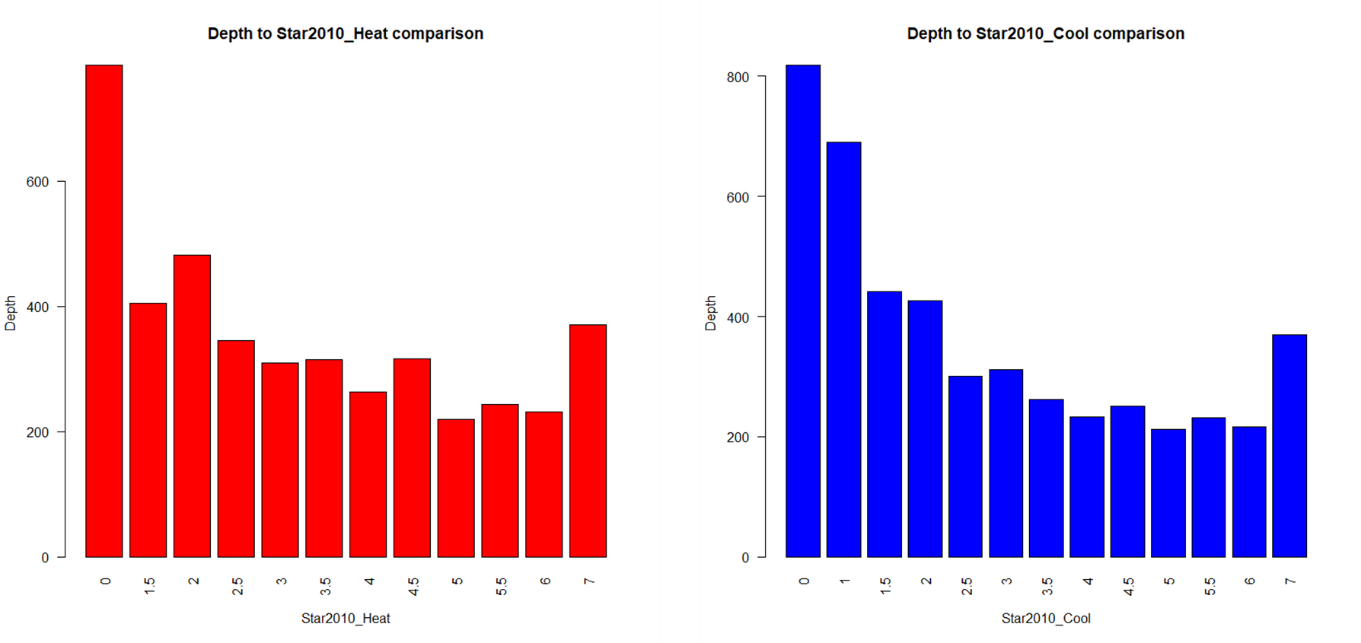 Depth to Star2010_Heat comparison
Depth
600
400
200
0
0 1.5 2 2.5 3 3.5 4 4.5 5 5.5 6 7
Star2010_Heat
Depth to Star2010_Cool comparison
Depth
800
600
400
200
0
0 1 1.5 2 2.5 3 3.5 4 4.5 5 5.5 6 7
Star2010_Cool